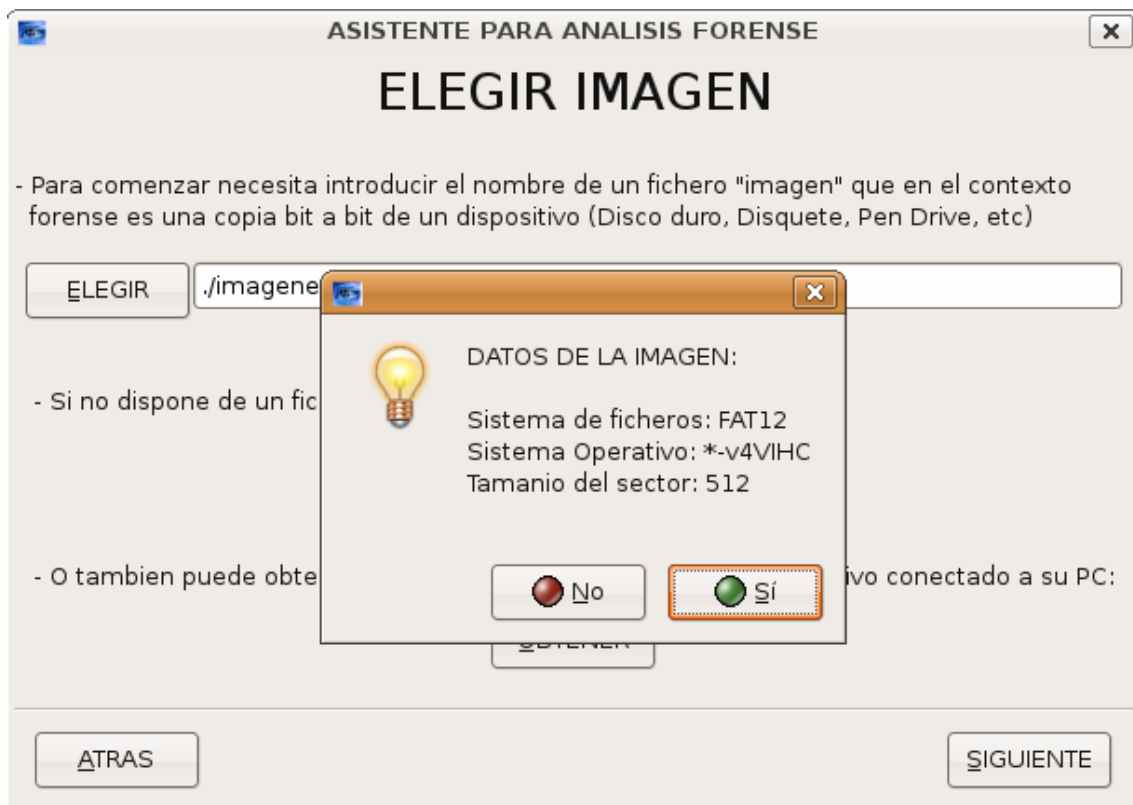 ASISTENTE PARA ANALISIS FORENSE
ELEGIR IMAGEN
- Para comenzar necesita introducir el nombre de un fichero "imagen" que en el contexto
forense es una copia bit a bit de un dispositivo (Disco duro, Disquete, Pen Drive, etc)
ELEGIR
./imagene
- Si no dispone de un fic
- O tambien puede obte
ivo conectado a su PC:
DATOS DE LA IMAGEN:
Sistema de ficheros: FAT12
Sistema Operativo: *-v4VIHC
Tamanio del sector: 512
No
Sí
OBTENER
ATRAS
SIGUIENTE